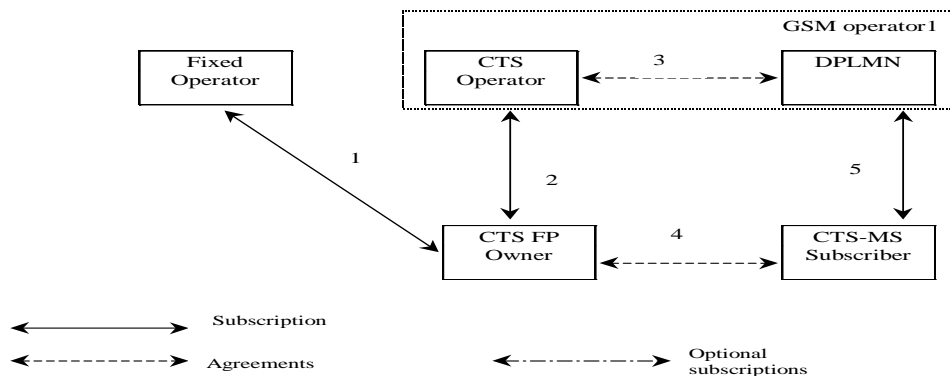 GSM operator1
Fixed
Operator
CTS
Operator
3
DPLMN
1
2
5
CTS FP
Owner
4
CTS-MS
Subscriber
Subscription
Agreements
Optional
subscriptions